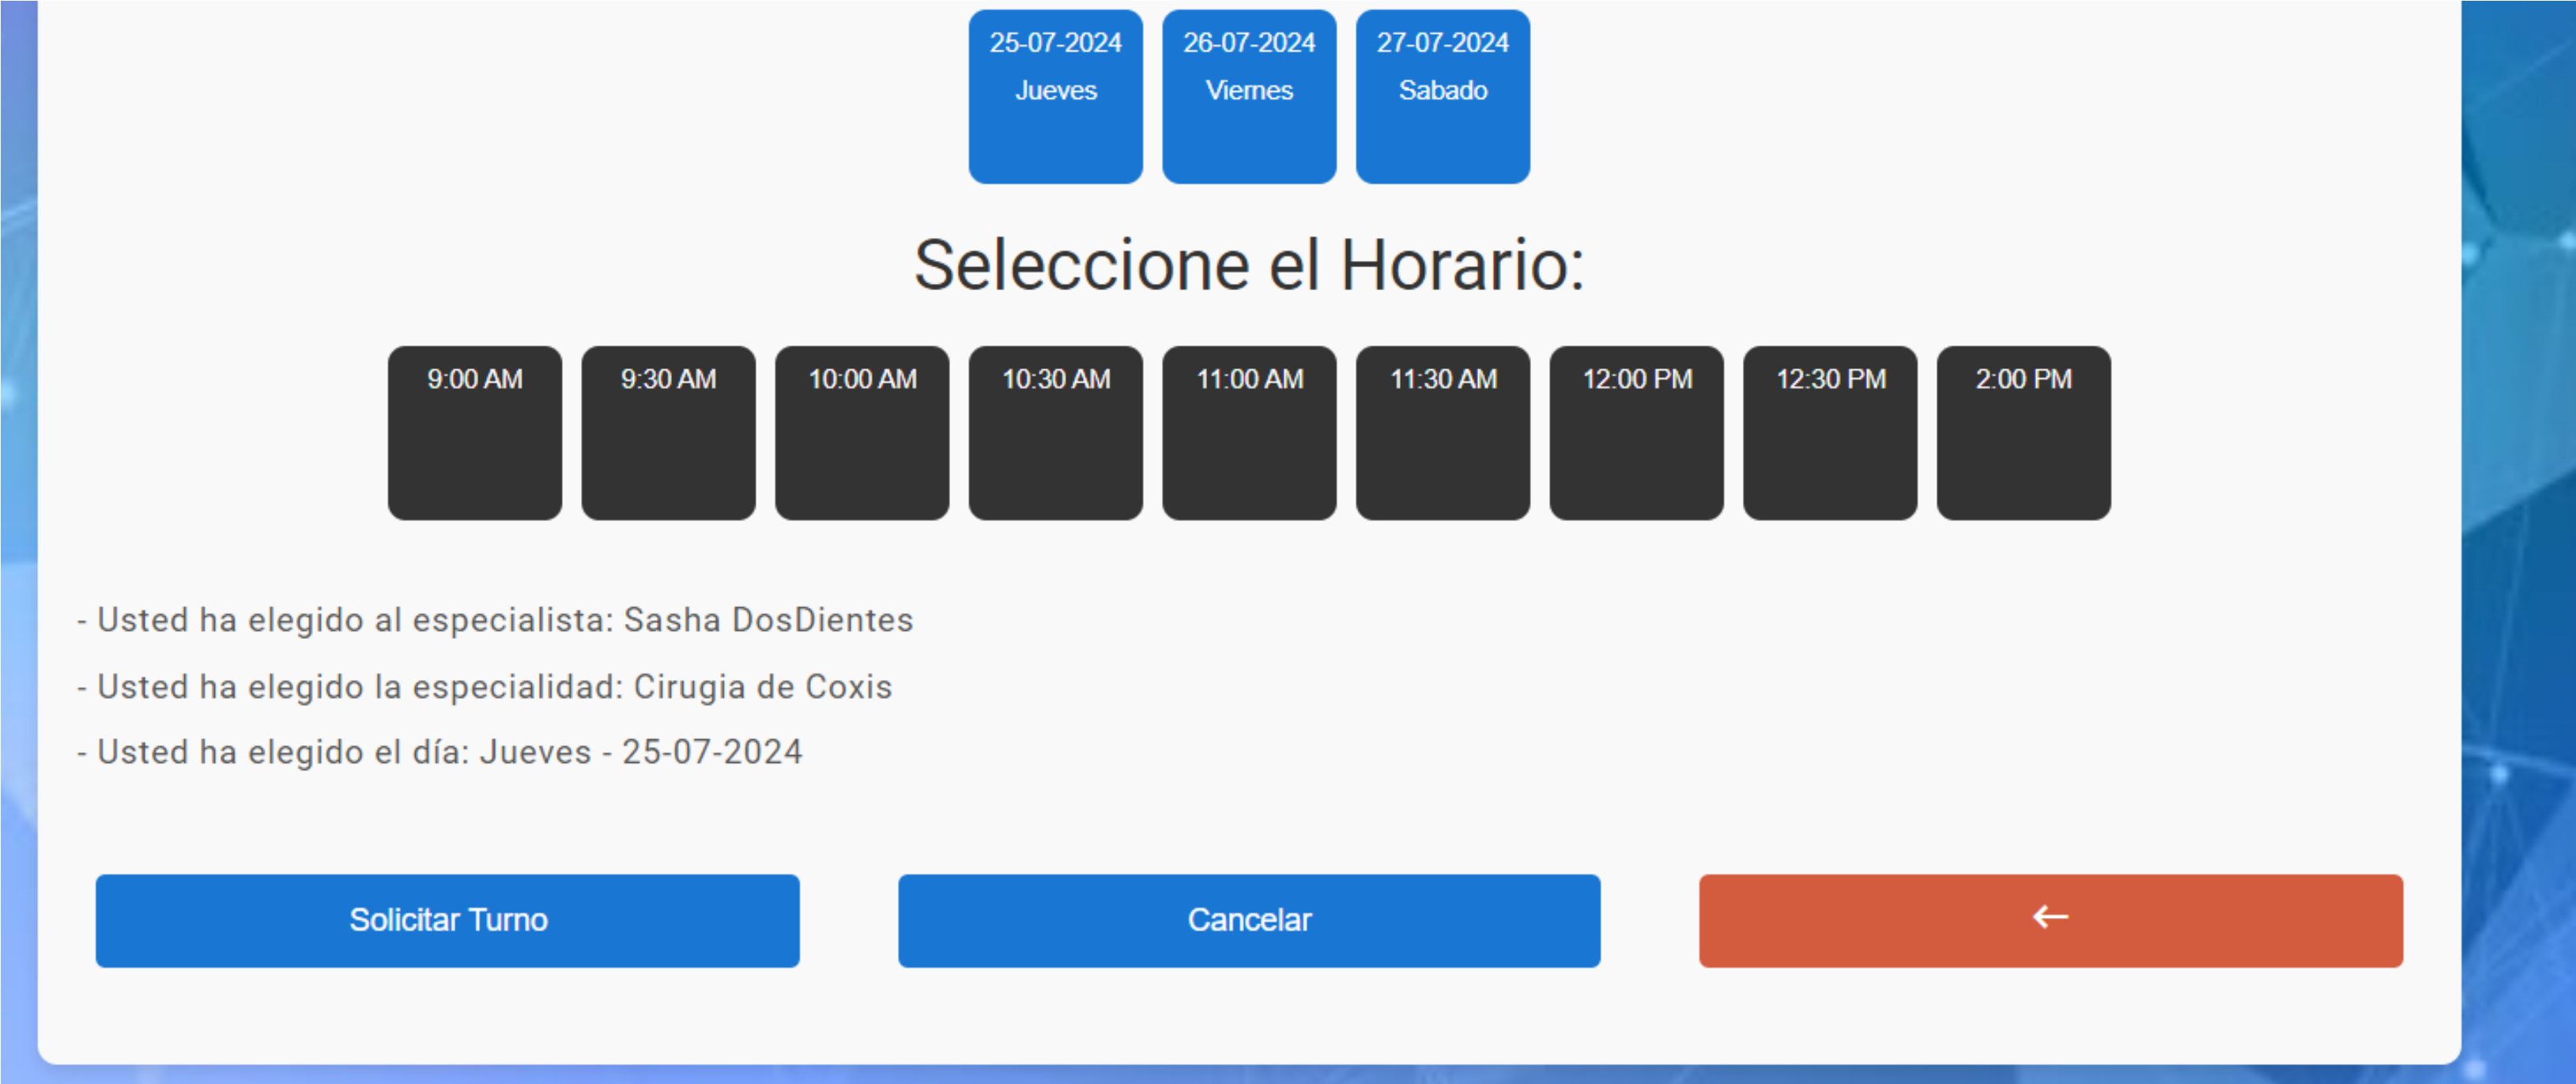 25-07-2024 26-07-2024 27-07-2024
Jueves Viernes Sabado
Seleccione el Horario:
9:00 AM 9:30 AM 10:00 AM 10:30 AM 11:00 AM 11:30 AM 12:00 PM 12:30 PM 2:00 PM
- Usted ha elegido al especialista: Sasha DosDientes
- Usted ha elegido la especialidad: Cirugia de Coxis
- Usted ha elegido el día: Jueves - 25-07-2024
Solicitar Turno Cancelar ←